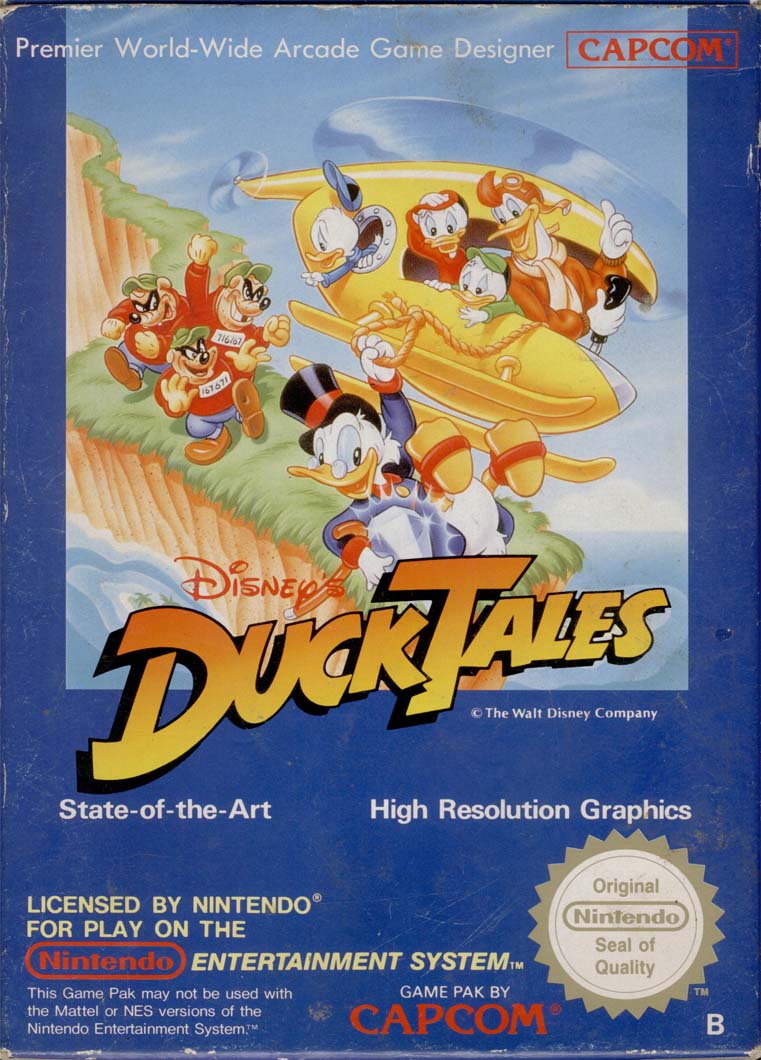 Premier World-Wide Arcade Game Designer CAPCOM®
716167
167671
Disney's
DUCKTALES
© The Walt Disney Company
State-of-the-Art High Resolution Graphics
LICENSED BY NINTENDO®
FOR PLAY ON THE
Nintendo ENTERTAINMENT SYSTEM™
This Game Pak may not be used with
the Mattel or NES versions of the
Nintendo Entertainment System.™
GAME PAK BY
CAPCOM®
Original
Nintendo
Seal of
Quality
TM
B